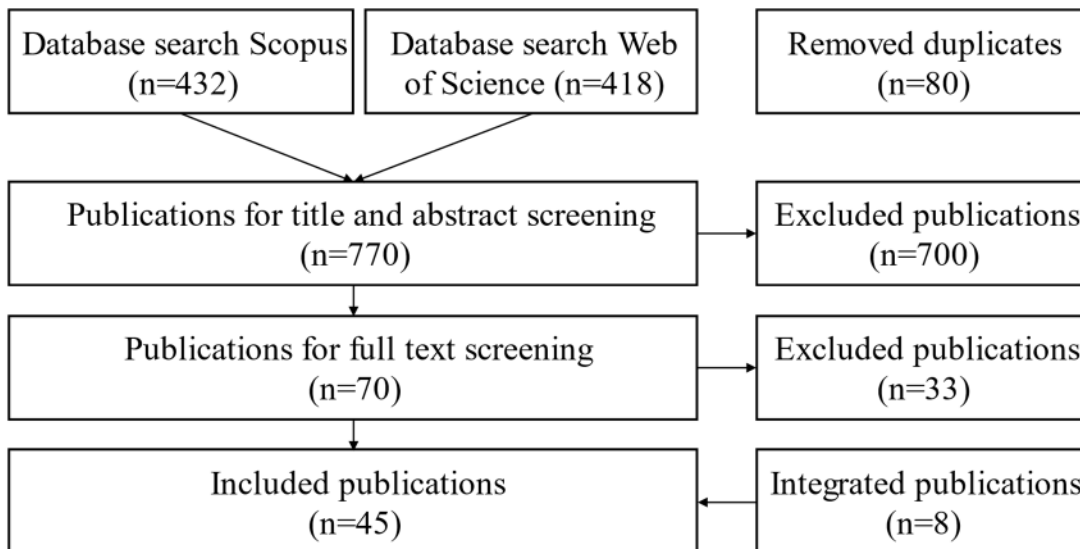 Database search Scopus
(n=432)
Database search Web
of Science (n=418)
Removed duplicates
(n=80)
Publications for title and abstract screening
(n=770)
Excluded publications
(n=700)
Publications for full text screening
(n=70)
Excluded publications
(n=33)
Included publications
(n=45)
Integrated publications
(n=8)